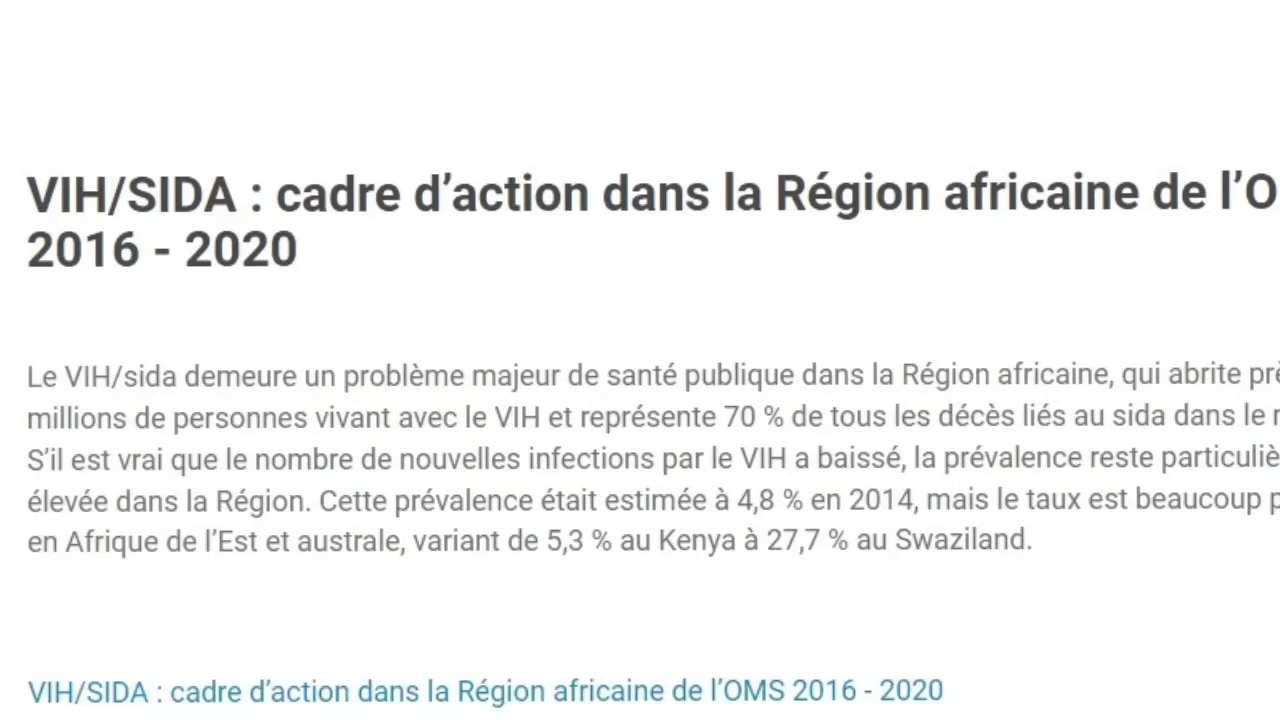 VIH/SIDA : cadre d’action dans la Région africaine de l’O
2016 - 2020
Le VIH/sida demeure un problème majeur de santé publique dans la Région africaine, qui abrite
millions de personnes vivant avec le VIH et représente 70 % de tous les décès liés au sida dans le
S’il est vrai que le nombre de nouvelles infections par le VIH a baissé, la prévalence reste
élevée dans la Région. Cette prévalence était estimée à 4,8 % en 2014, mais le taux est beaucoup
en Afrique de l’Est et australe, variant de 5,3 % au Kenya à 27,7 % au Swaziland.
VIH/SIDA : cadre d’action dans la Région africaine de l’OMS 2016 - 2020